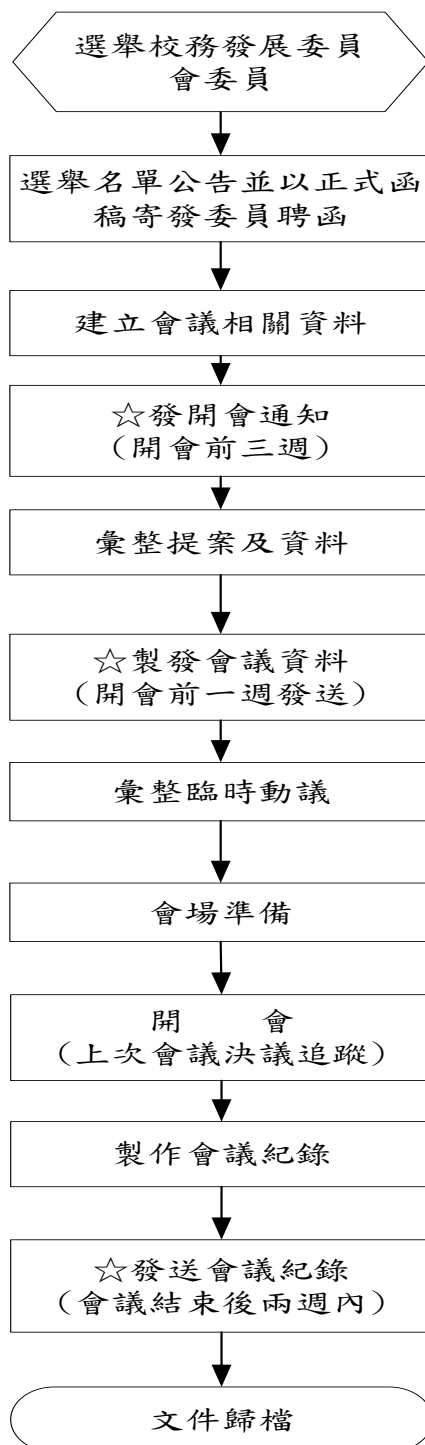 選舉校務發展委員
會委員
選舉名單公告並以正式函
稿寄發委員聘函
建立會議相關資料
☆發開會通知
（開會前三週）
彙整提案及資料
☆製發會議資料
（開會前一週發送）
彙整臨時動議
會場準備
開　　會
（上次會議決議追蹤）
製作會議紀錄
☆發送會議紀錄
（會議結束後兩週內）
文件歸檔